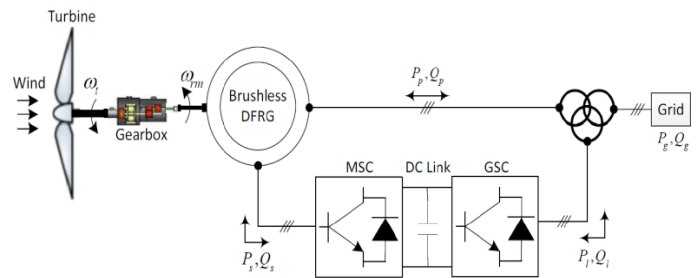 Turbine
Wind
ω_t
Gearbox
ω_rm
Brushless
DFRG
P_p, Q_p
Grid
P_g, Q_g
MSC
DC Link
GSC
P_s, Q_s
P_l, Q_l